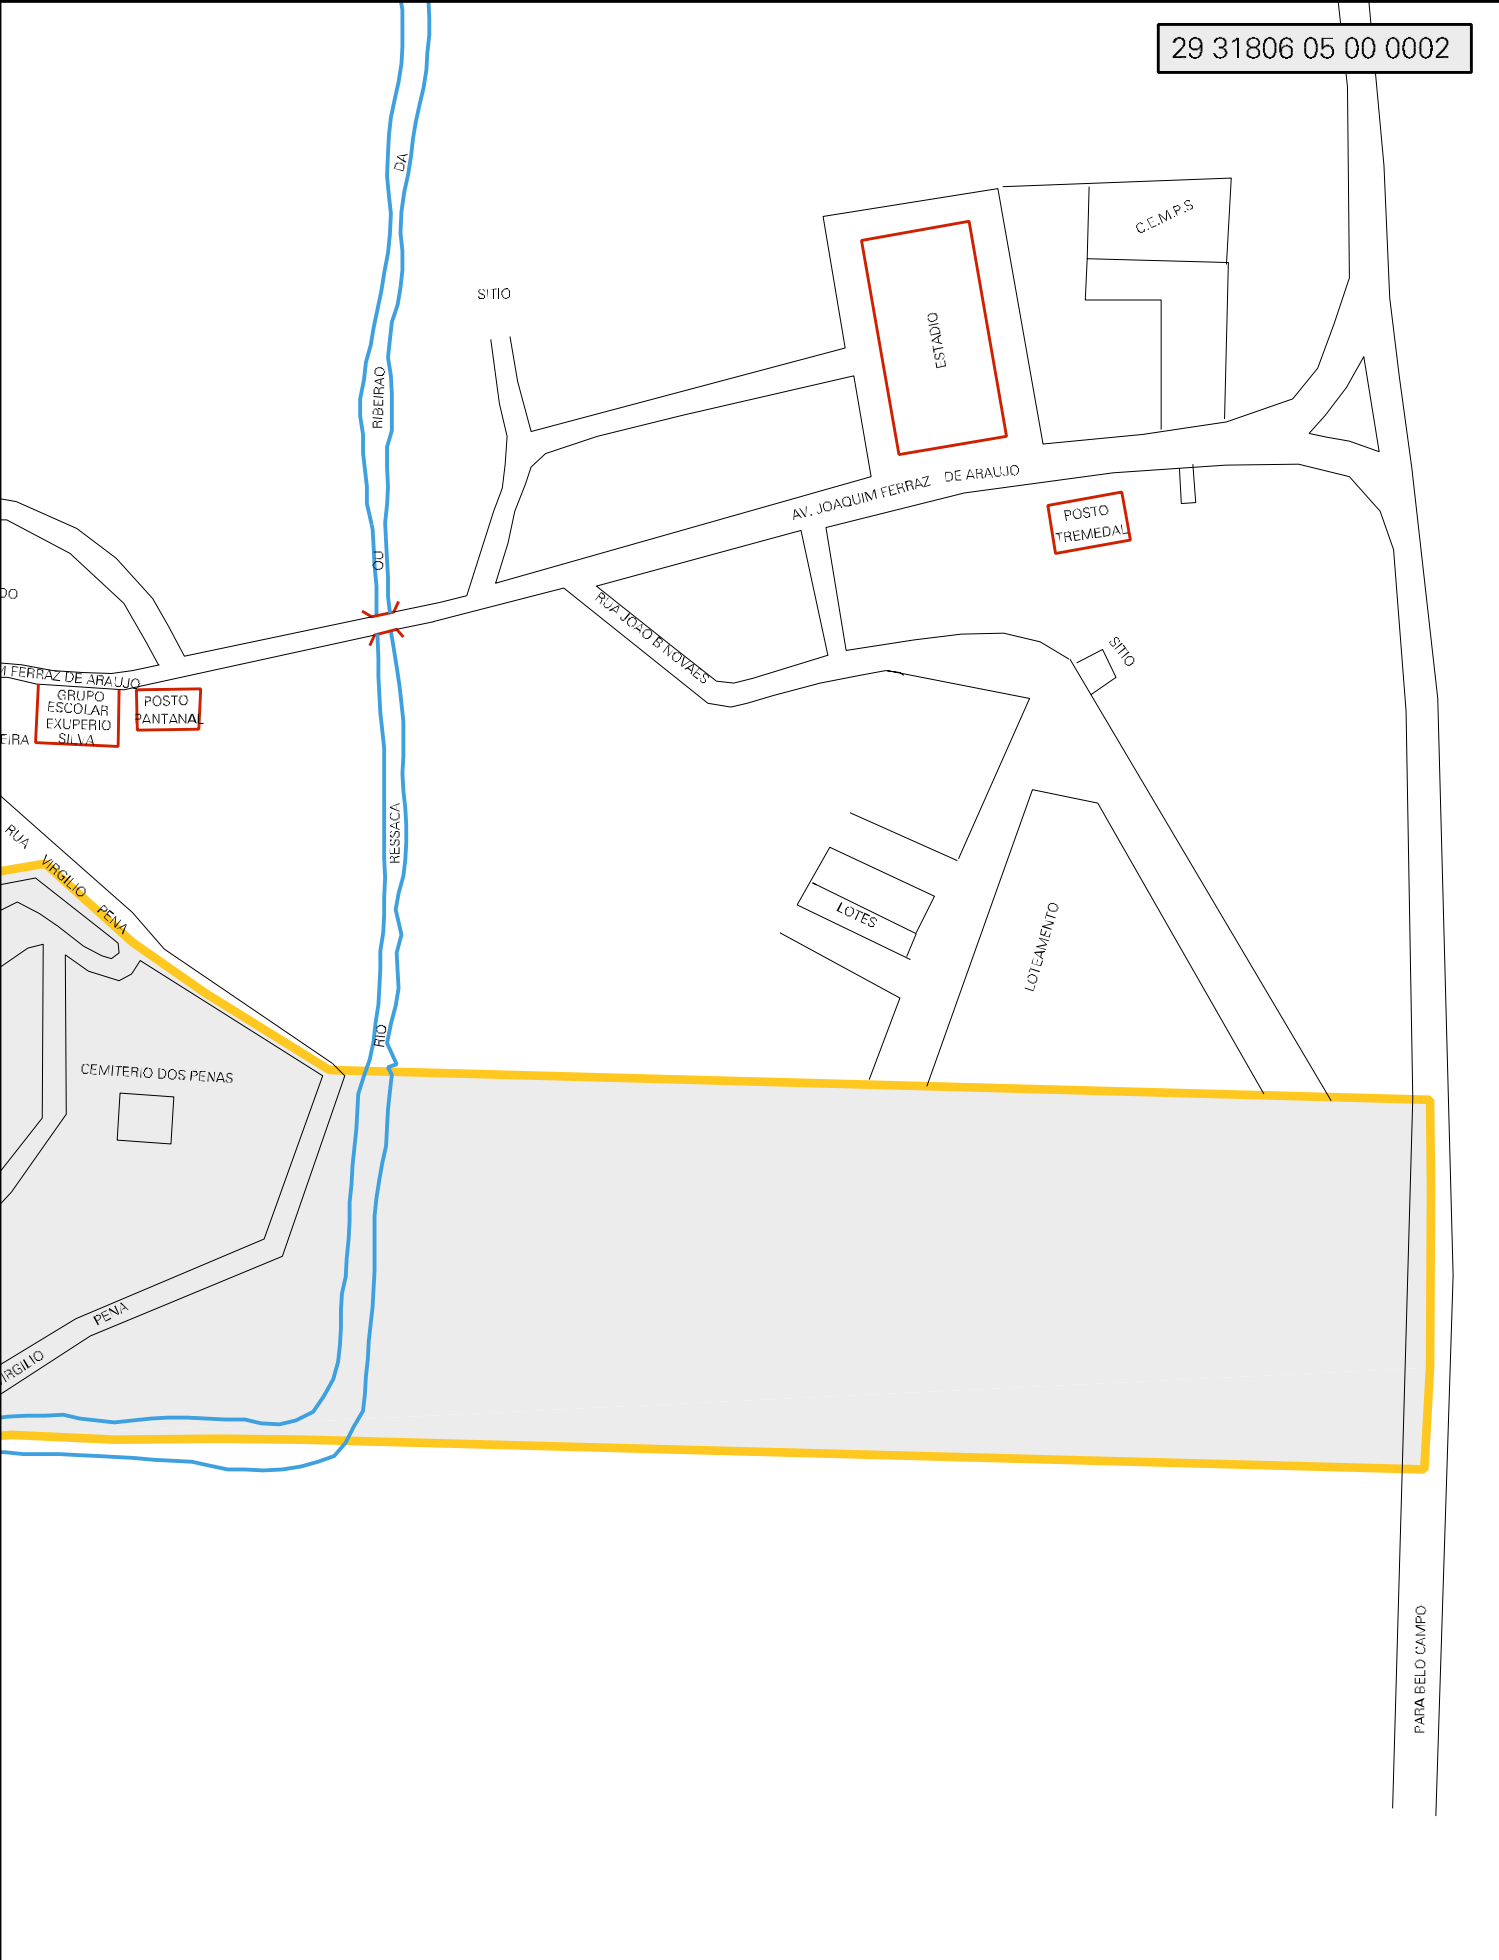 29 31806 05 00 0002
DA
C.E.M.P.S
SITIO
ESTADIO
RIBEIRAO
AV. JOAQUIM FERRAZ DE ARAUJO
POSTO
TREMEDAL
OU
DO
RUA JOAO B NOVAES
SITIO
M FERRAZ DE ARAUJO
GRUPO
ESCOLAR
EXUPERIO
SILVA
POSTO
PANTANAL
EIRA
RUA VIRGILIO PENA
RESSACA
LOTES
LOTEAMENTO
RIO
CEMITERIO DOS PENAS
VIRGILIO PENA
PARA BELO CAMPO